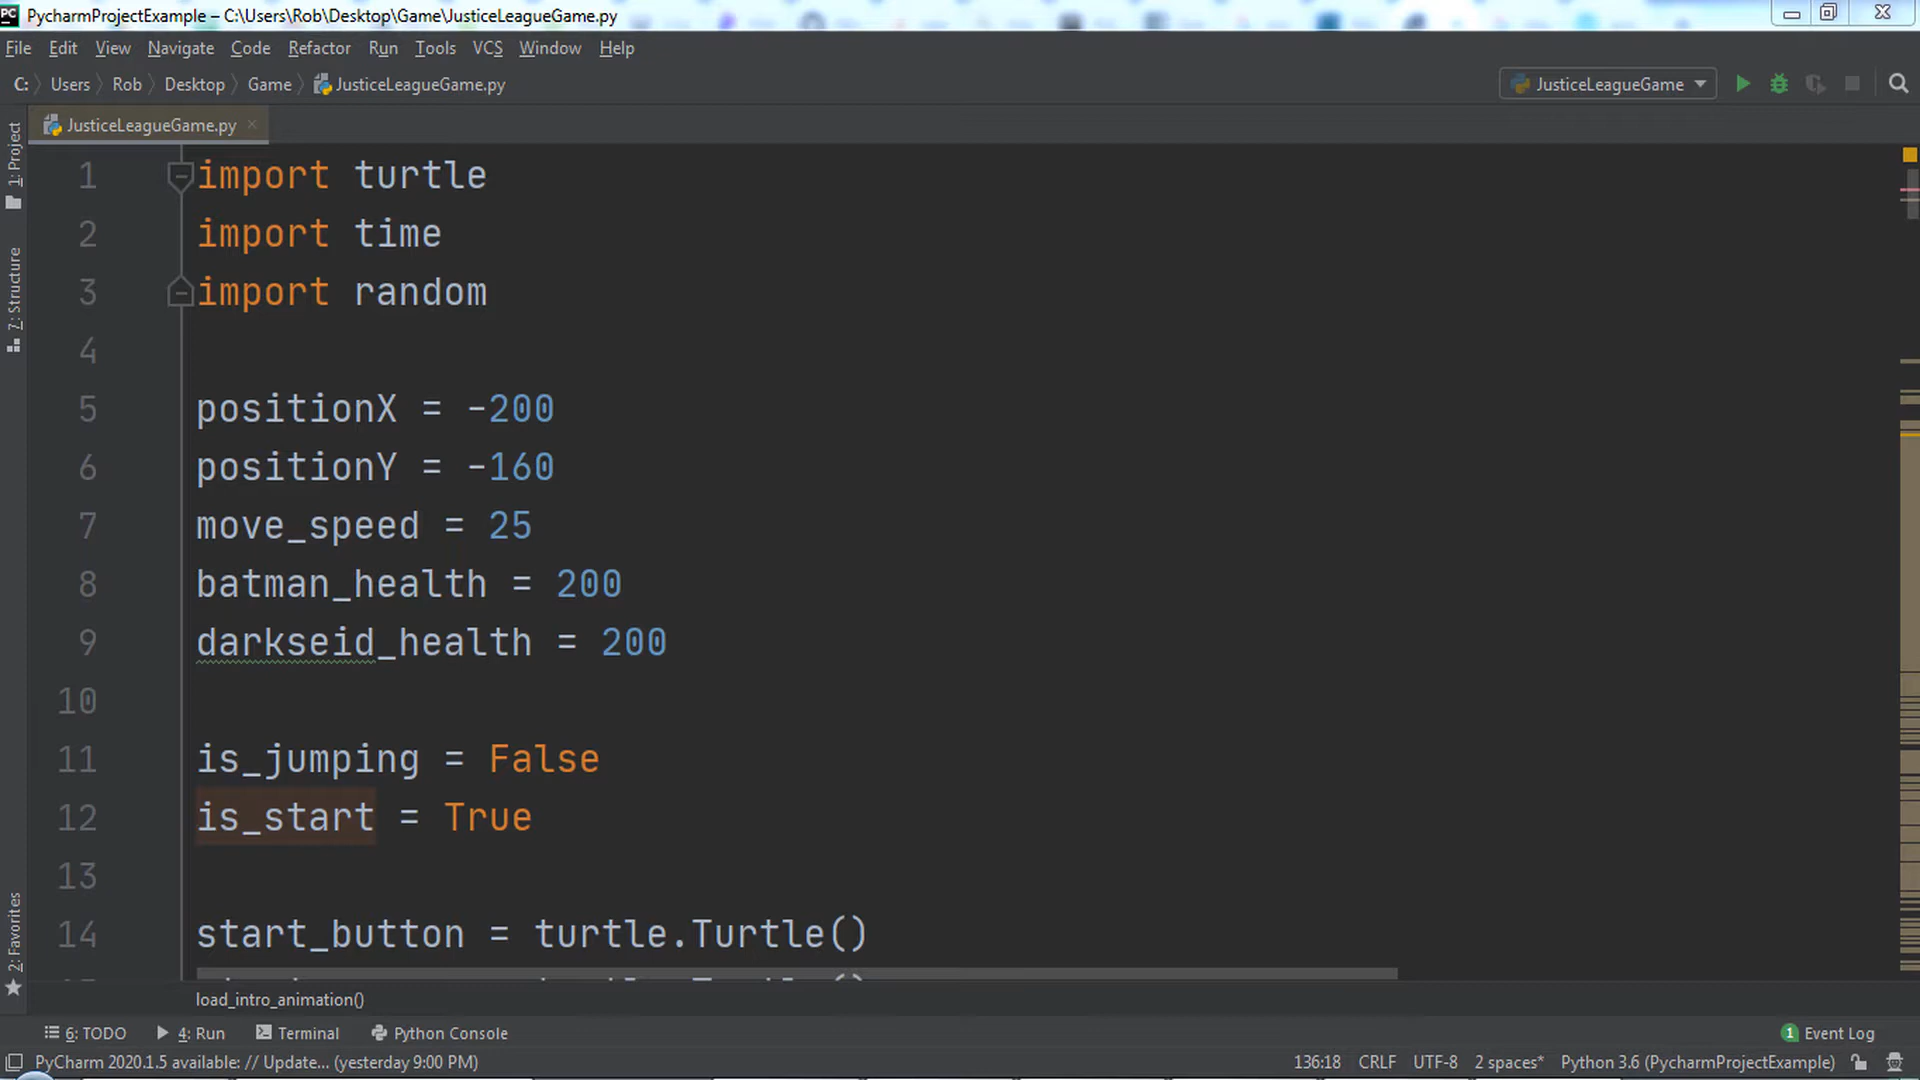 PC PycharmProjectExample – C:\Users\Rob\Desktop\Game\JusticeLeagueGame.py
File Edit View Navigate Code Refactor Run Tools VCS Window Help
C: Users Rob Desktop Game JusticeLeagueGame.py JusticeLeagueGame
JusticeLeagueGame.py
1: Project
7: Structure
2: Favorites
1 import turtle
2 import time
3 import random
4
5 positionX = -200
6 positionY = -160
7 move_speed = 25
8 batman_health = 200
9 darkseid_health = 200
10
11 is_jumping = False
12 is_start = True
13
14 start_button = turtle.Turtle()
load_intro_animation()
6: TODO 4: Run Terminal Python Console 1 Event Log
PyCharm 2020.1.5 available: // Update... (yesterday 9:00 PM) 136:18 CRLF UTF-8 2 spaces* Python 3.6 (PycharmProjectExample)